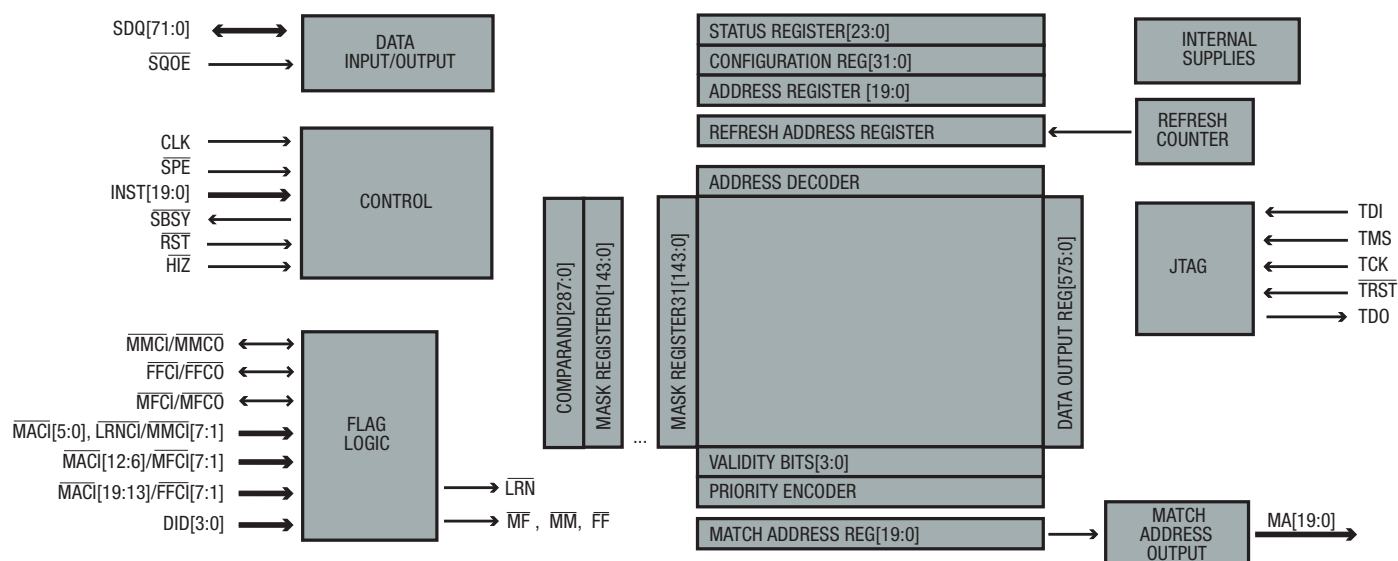 SDQ[71:0]
SQOE
DATA
INPUT/OUTPUT
CLK
SPE
INST[19:0]
SBSY
RST
HIZ
CONTROL
MMCI/MMCO
FFCI/FFCO
MFCI/MFCO
MACI[5:0], LRNCI/MMCI[7:1]
MACI[12:6]/MFCI[7:1]
MACI[19:13]/FFCI[7:1]
DID[3:0]
FLAG
LOGIC
LRN
MF , MM, FF
STATUS REGISTER[23:0]
CONFIGURATION REG[31:0]
ADDRESS REGISTER [19:0]
REFRESH ADDRESS REGISTER
ADDRESS DECODER
COMPARAND[287:0]
MASK REGISTER0[143:0]
...
MASK REGISTER31[143:0]
DATA OUTPUT REG[575:0]
VALIDITY BITS[3:0]
PRIORITY ENCODER
MATCH ADDRESS REG[19:0]
INTERNAL
SUPPLIES
REFRESH
COUNTER
JTAG
TDI
TMS
TCK
TRST
TDO
MATCH
ADDRESS
OUTPUT
MA[19:0]